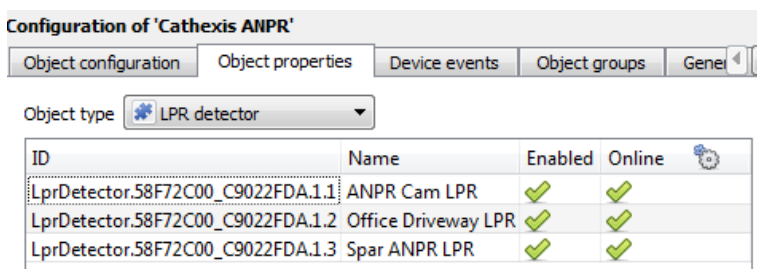 Configuration of 'Cathexis ANPR'
Object configuration Object properties Device events Object groups Gener
Object type LPR detector
ID Name Enabled Online
LprDetector.58F72C00_C9022FDA.1.1 ANPR Cam LPR
LprDetector.58F72C00_C9022FDA.1.2 Office Driveway LPR
LprDetector.58F72C00_C9022FDA.1.3 Spar ANPR LPR